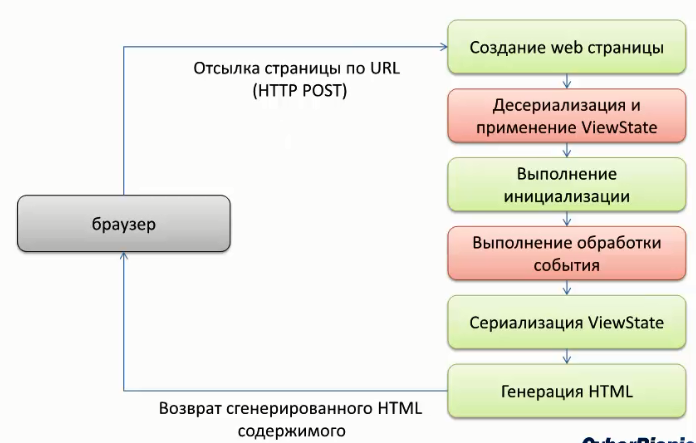 Создание web страницы
Отсылка страницы по URL
(HTTP POST)
Десериализация и
применение ViewState
Выполнение
инициализации
браузер
Выполнение обработки
события
Сериализация ViewState
Генерация HTML
Возврат сгенерированного HTML
содержимого